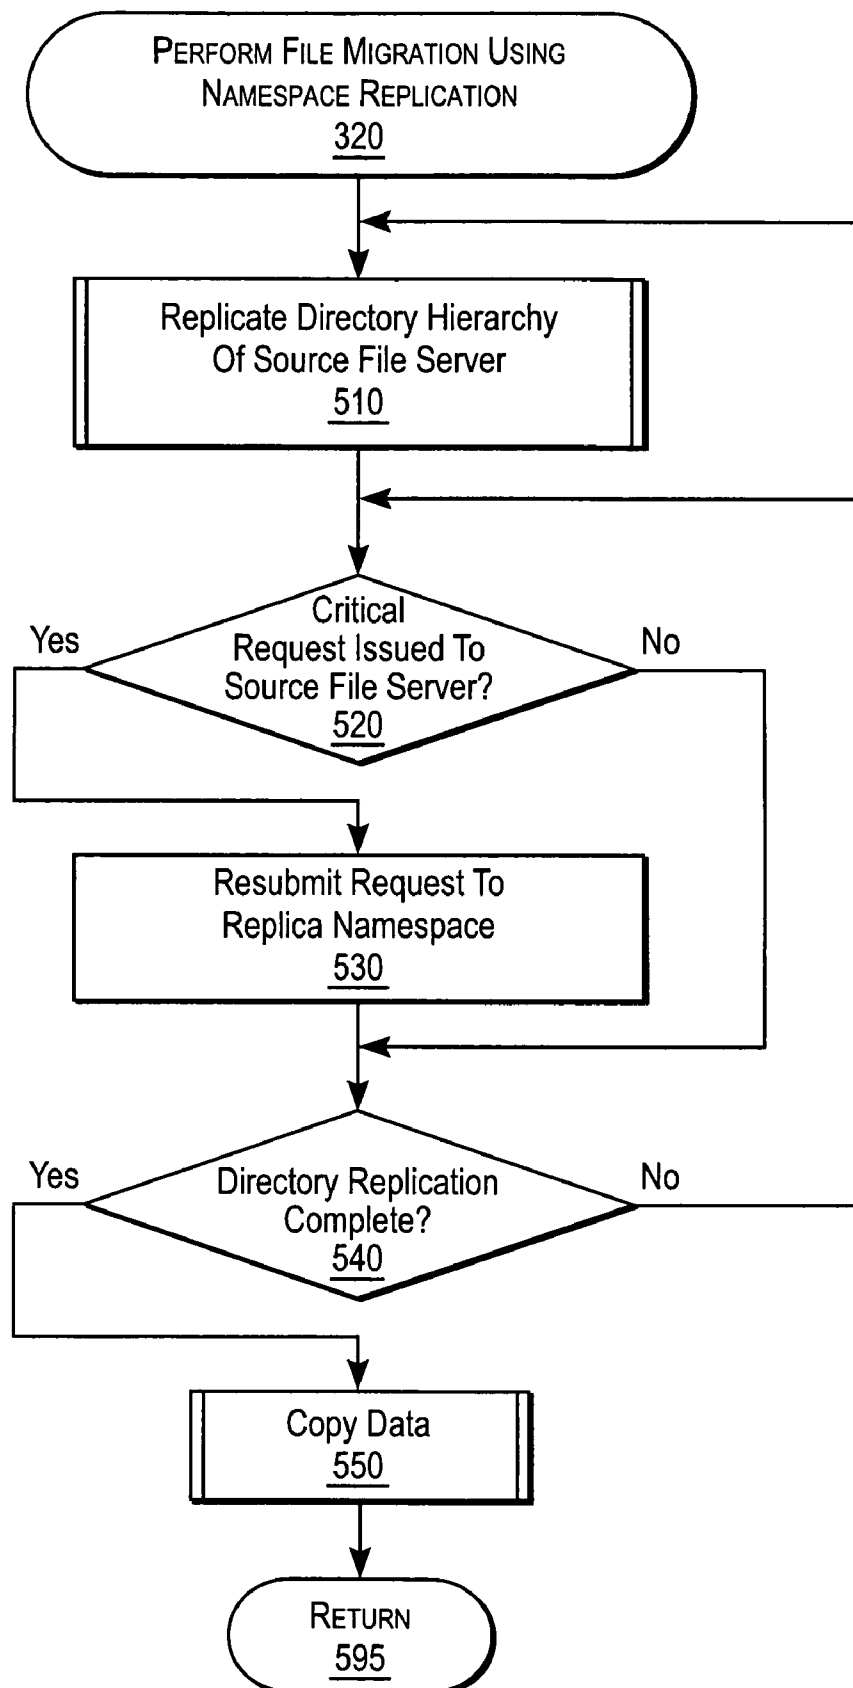 PERFORM FILE MIGRATION USING
NAMESPACE REPLICATION
320
Replicate Directory Hierarchy
Of Source File Server
510
Critical
Request Issued To
Source File Server?
520
Yes
No
Resubmit Request To
Replica Namespace
530
Directory Replication
Complete?
540
Yes
No
Copy Data
550
RETURN
595